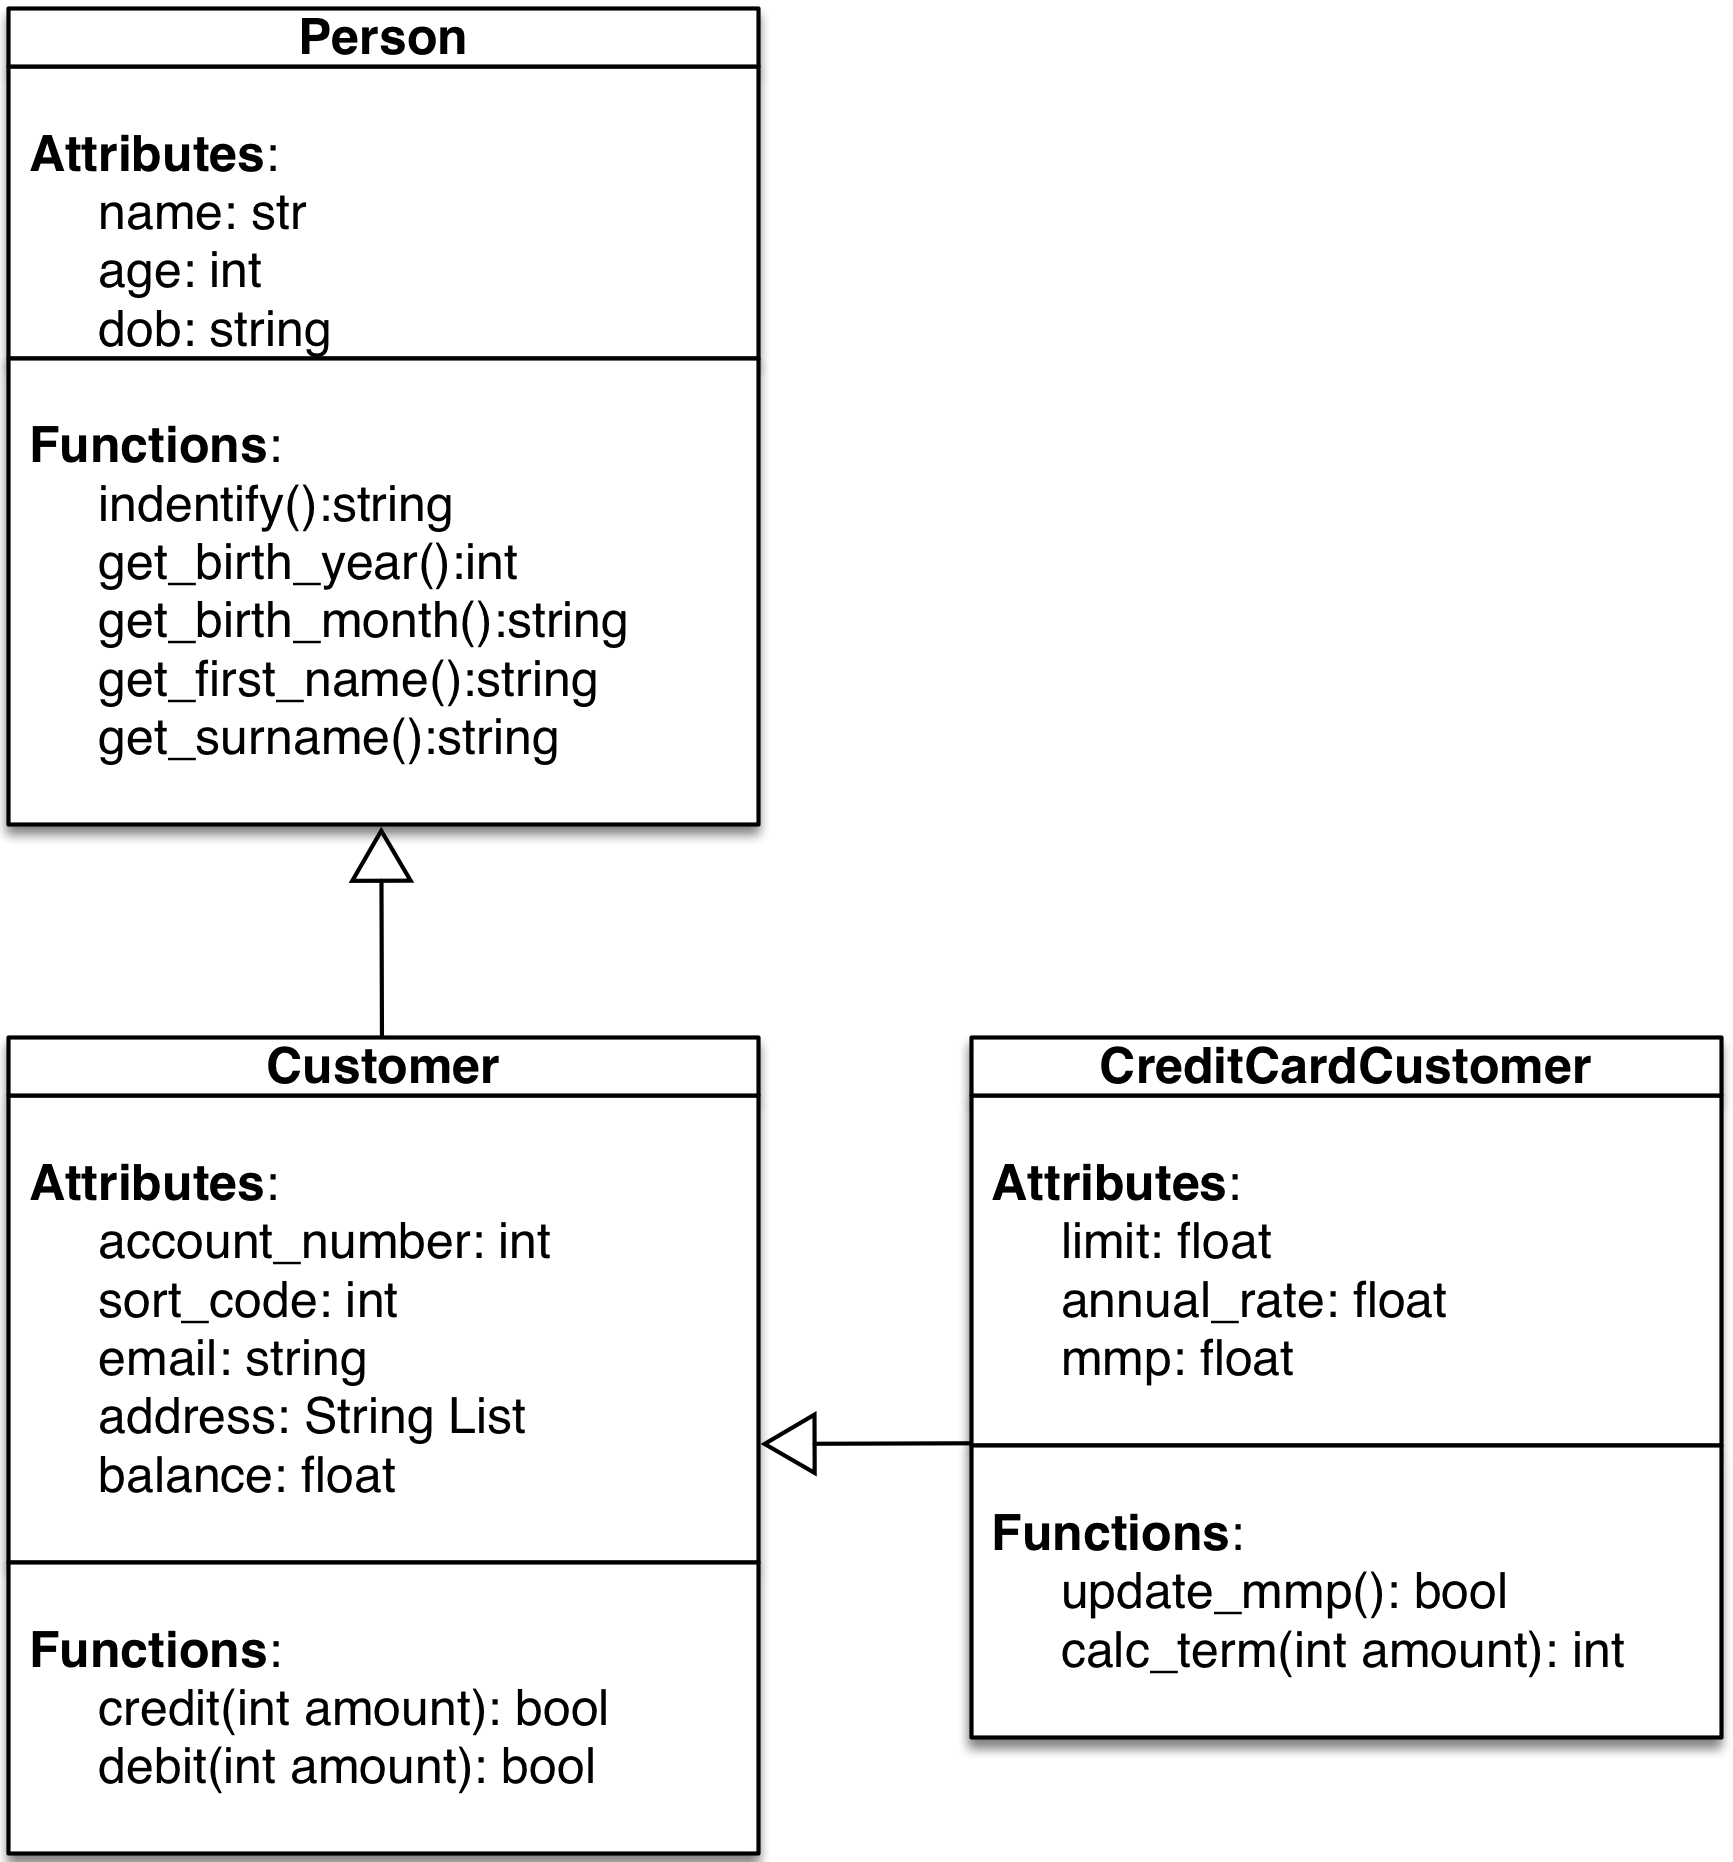 Person
Attributes:
name: str
age: int
dob: string
Functions:
indentify():string
get_birth_year():int
get_birth_month():string
get_first_name():string
get_surname():string
Customer
Attributes:
account_number: int
sort_code: int
email: string
address: String List
balance: float
Functions:
credit(int amount): bool
debit(int amount): bool
CreditCardCustomer
Attributes:
limit: float
annual_rate: float
mmp: float
Functions:
update_mmp(): bool
calc_term(int amount): int